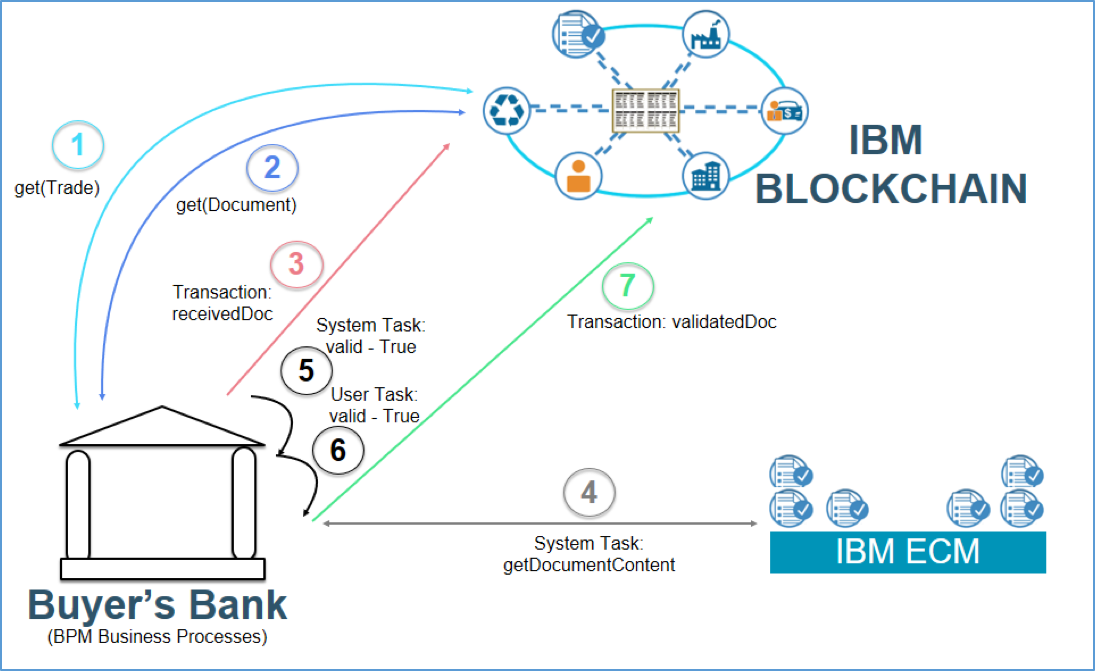 IBM
BLOCKCHAIN
1
get(Trade)
2
get(Document)
3
Transaction:
receivedDoc
7
Transaction: validatedDoc
System Task:
valid - True
5
User Task:
valid - True
6
4
System Task:
getDocumentContent
IBM ECM
Buyer's Bank
(BPM Business Processes)